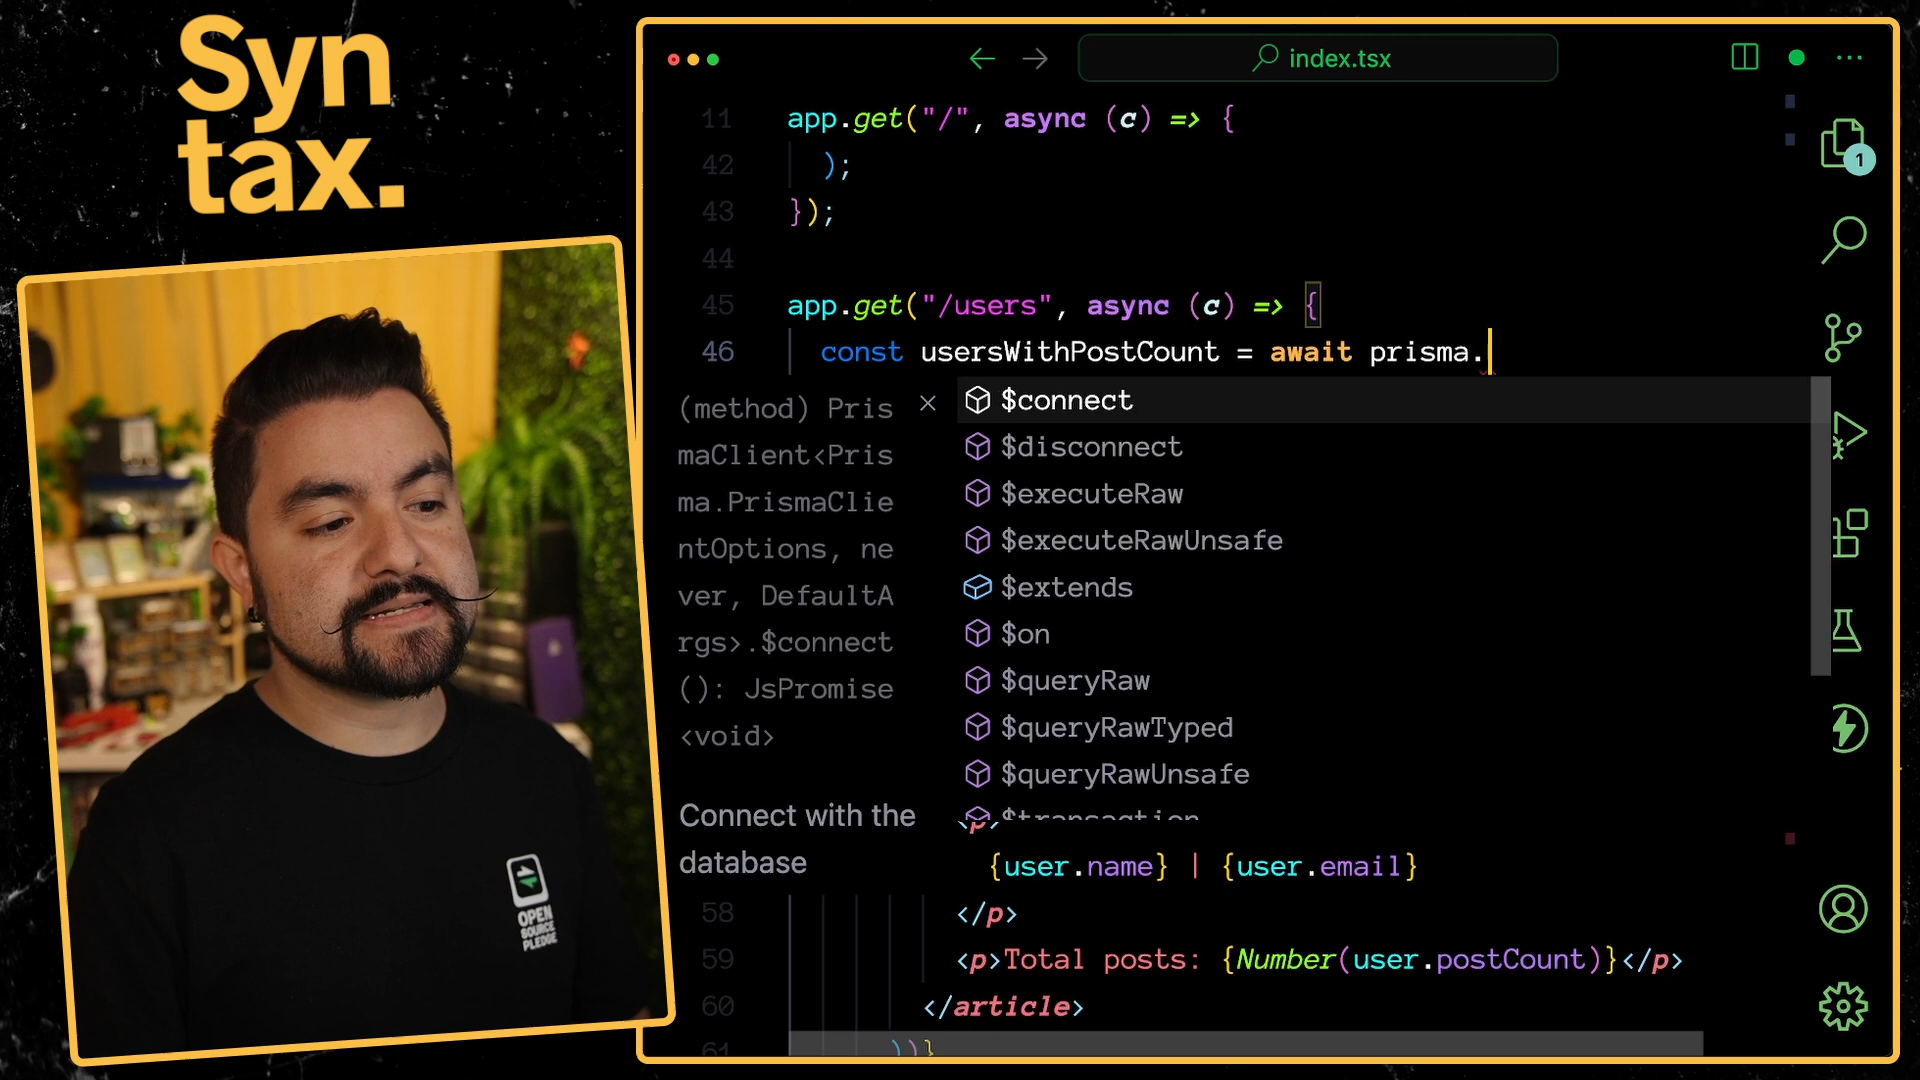 Syn
tax.
index.tsx
1
11 app.get("/", async (c) => {
42 );
43 });
44
45 app.get("/users", async (c) => {
46 const usersWithPostCount = await prisma.
(method) Pris
maClient<Pris
ma.PrismaClie
ntOptions, ne
ver, DefaultA
rgs>.$connect
(): JsPromise
<void>
Connect with the
database
$connect
$disconnect
$executeRaw
$executeRawUnsafe
$extends
$on
$queryRaw
$queryRawTyped
$queryRawUnsafe
$transaction
<p>
{user.name} | {user.email}
58 </p>
59 <p>Total posts: {Number(user.postCount)}</p>
60 </article>
61 ))}
OPEN
SOURCE
PLEDGE